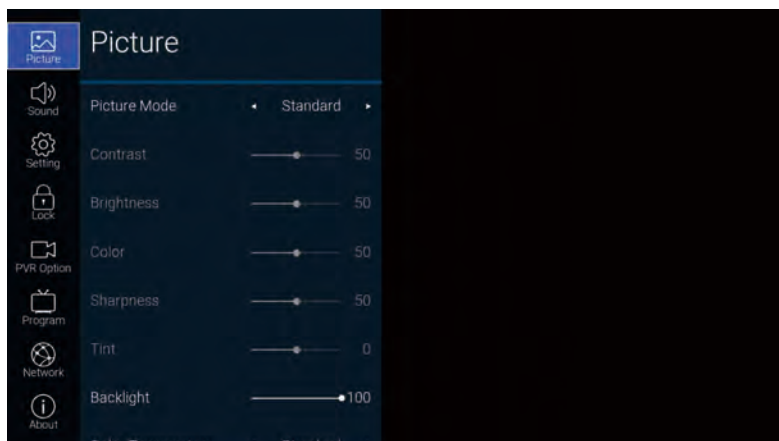 Picture
Sound
Setting
Lock
PVR Option
Program
Network
About
Picture
Picture Mode Standard
Contrast 50
Brightness 50
Color 50
Sharpness 50
Tint 0
Backlight 100